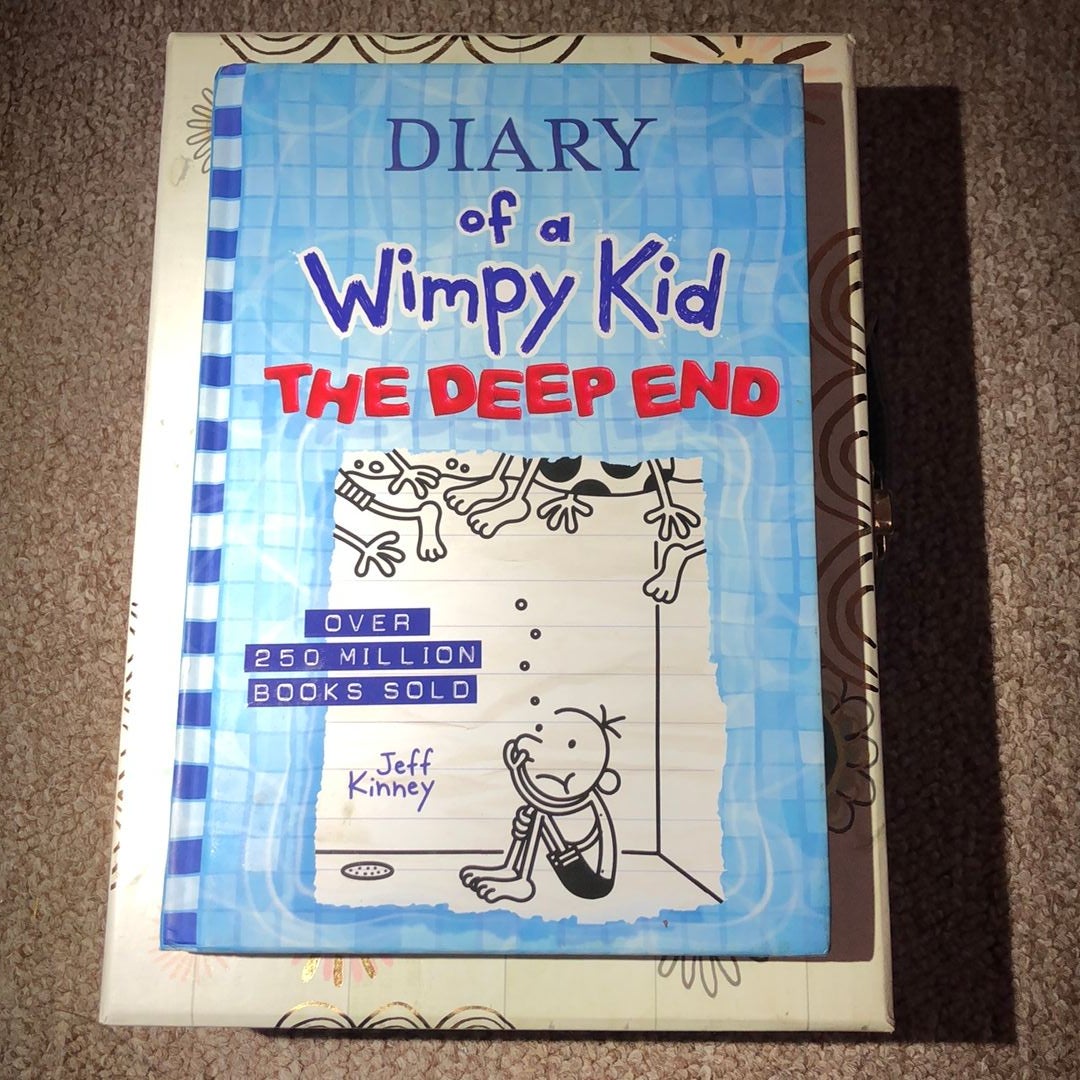 DIARY
of a
Wimpy Kid
THE DEEP END
OVER
250 MILLION
BOOKS SOLD
Jeff
Kinney